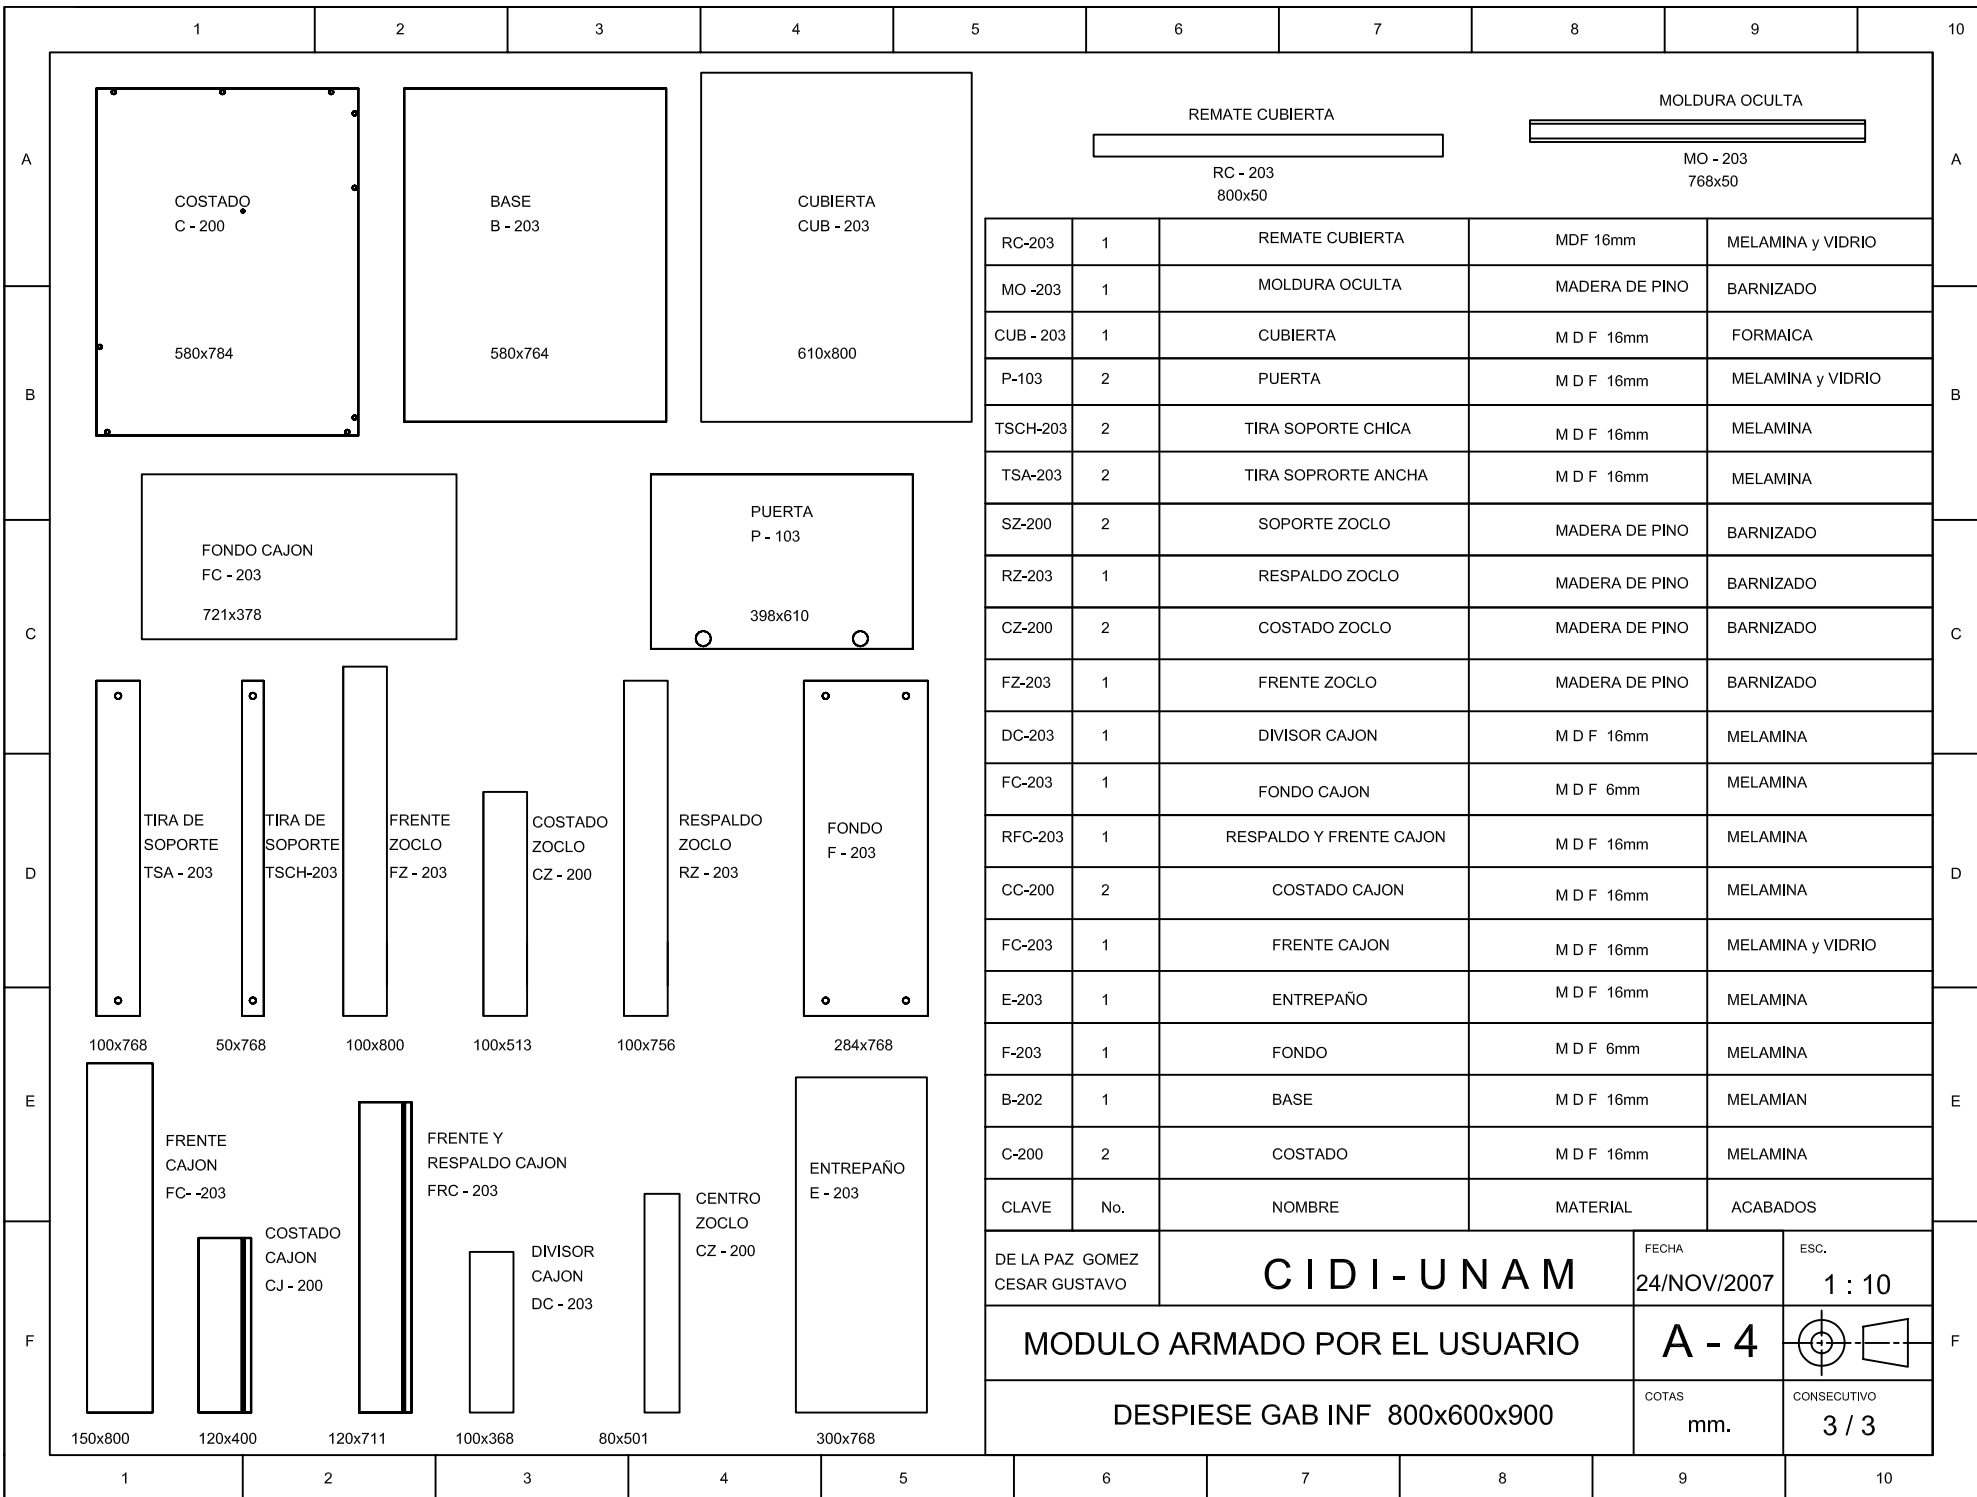 1 2 3 4 5 6 7 8 9 10
A
B
C
D
E
F
COSTADO
C - 200
580x784
BASE
B - 203
580x764
CUBIERTA
CUB - 203
610x800
REMATE CUBIERTA
RC - 203
800x50
MOLDURA OCULTA
MO - 203
768x50
FONDO CAJON
FC - 203
721x378
PUERTA
P - 103
398x610
TIRA DE
SOPORTE
TSA - 203
100x768
TIRA DE
SOPORTE
TSCH-203
50x768
FRENTE
ZOCLO
FZ - 203
100x800
COSTADO
ZOCLO
CZ - 200
100x513
RESPALDO
ZOCLO
RZ - 203
100x756
FONDO
F - 203
284x768
FRENTE
CAJON
FC- -203
150x800
COSTADO
CAJON
CJ - 200
120x400
FRENTE Y
RESPALDO CAJON
FRC - 203
120x711
DIVISOR
CAJON
DC - 203
100x368
CENTRO
ZOCLO
CZ - 200
80x501
ENTREPAÑO
E - 203
300x768
RC-203 1 REMATE CUBIERTA MDF 16mm MELAMINA y VIDRIO
MO -203 1 MOLDURA OCULTA MADERA DE PINO BARNIZADO
CUB - 203 1 CUBIERTA M D F 16mm FORMAICA
P-103 2 PUERTA M D F 16mm MELAMINA y VIDRIO
TSCH-203 2 TIRA SOPORTE CHICA M D F 16mm MELAMINA
TSA-203 2 TIRA SOPRORTE ANCHA M D F 16mm MELAMINA
SZ-200 2 SOPORTE ZOCLO MADERA DE PINO BARNIZADO
RZ-203 1 RESPALDO ZOCLO MADERA DE PINO BARNIZADO
CZ-200 2 COSTADO ZOCLO MADERA DE PINO BARNIZADO
FZ-203 1 FRENTE ZOCLO MADERA DE PINO BARNIZADO
DC-203 1 DIVISOR CAJON M D F 16mm MELAMINA
FC-203 1 FONDO CAJON M D F 6mm MELAMINA
RFC-203 1 RESPALDO Y FRENTE CAJON M D F 16mm MELAMINA
CC-200 2 COSTADO CAJON M D F 16mm MELAMINA
FC-203 1 FRENTE CAJON M D F 16mm MELAMINA y VIDRIO
E-203 1 ENTREPAÑO M D F 16mm MELAMINA
F-203 1 FONDO M D F 6mm MELAMINA
B-202 1 BASE M D F 16mm MELAMIAN
C-200 2 COSTADO M D F 16mm MELAMINA
CLAVE No. NOMBRE MATERIAL ACABADOS
DE LA PAZ GOMEZ
CESAR GUSTAVO
CIDI-UNAM
FECHA
24/NOV/2007
ESC.
1 : 10
MODULO ARMADO POR EL USUARIO
A - 4
DESPIESE GAB INF 800x600x900
COTAS
mm.
CONSECUTIVO
3 / 3
A
B
C
D
E
F
1 2 3 4 5 6 7 8 9 10